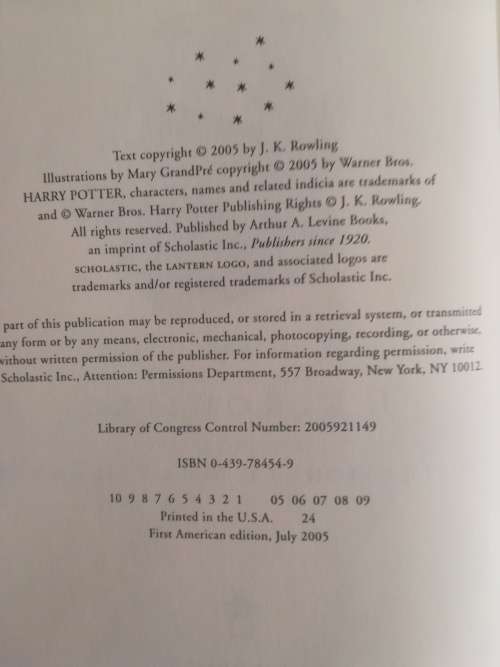 Text copyright © 2005 by J. K. Rowling
Illustrations by Mary GrandPré copyright © 2005 by Warner Bros.
HARRY POTTER, characters, names and related indicia are trademarks of
and © Warner Bros. Harry Potter Publishing Rights © J. K. Rowling.
All rights reserved. Published by Arthur A. Levine Books,
an imprint of Scholastic Inc., Publishers since 1920.
SCHOLASTIC, the LANTERN LOGO, and associated logos are
trademarks and/or registered trademarks of Scholastic Inc.
part of this publication may be reproduced, or stored in a retrieval system, or transmitted
any form or by any means, electronic, mechanical, photocopying, recording, or otherwise,
without written permission of the publisher. For information regarding permission, write
Scholastic Inc., Attention: Permissions Department, 557 Broadway, New York, NY 10012.
Library of Congress Control Number: 2005921149
ISBN 0-439-78454-9
10 9 8 7 6 5 4 3 2 1 05 06 07 08 09
Printed in the U.S.A. 24
First American edition, July 2005